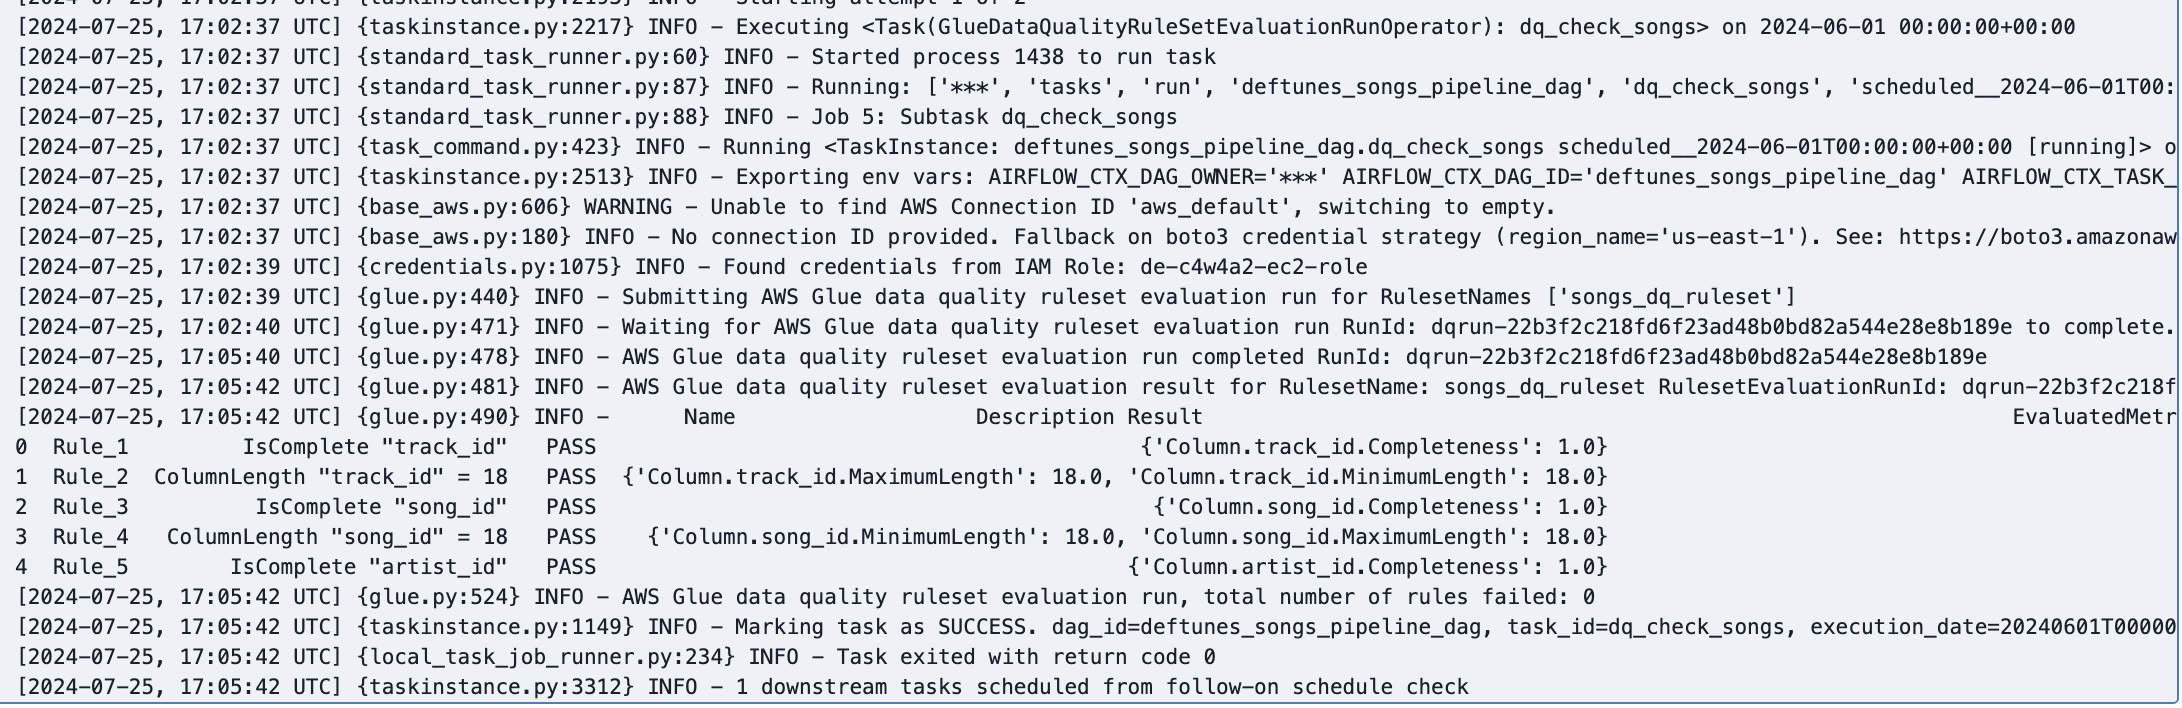 [2024-07-25, 17:02:37 UTC] {taskinstance.py:2193} INFO - Starting attempt 1 of 2
[2024-07-25, 17:02:37 UTC] {taskinstance.py:2217} INFO - Executing <Task(GlueDataQualityRuleSetEvaluationRunOperator): dq_check_songs> on 2024-06-01 00:00:00+00:00
[2024-07-25, 17:02:37 UTC] {standard_task_runner.py:60} INFO - Started process 1438 to run task
[2024-07-25, 17:02:37 UTC] {standard_task_runner.py:87} INFO - Running: ['***', 'tasks', 'run', 'deftunes_songs_pipeline_dag', 'dq_check_songs', 'scheduled__2024-06-01T00:
[2024-07-25, 17:02:37 UTC] {standard_task_runner.py:88} INFO - Job 5: Subtask dq_check_songs
[2024-07-25, 17:02:37 UTC] {task_command.py:423} INFO - Running <TaskInstance: deftunes_songs_pipeline_dag.dq_check_songs scheduled__2024-06-01T00:00:00+00:00 [running]> o
[2024-07-25, 17:02:37 UTC] {taskinstance.py:2513} INFO - Exporting env vars: AIRFLOW_CTX_DAG_OWNER='***' AIRFLOW_CTX_DAG_ID='deftunes_songs_pipeline_dag' AIRFLOW_CTX_TASK_
[2024-07-25, 17:02:37 UTC] {base_aws.py:606} WARNING - Unable to find AWS Connection ID 'aws_default', switching to empty.
[2024-07-25, 17:02:37 UTC] {base_aws.py:180} INFO - No connection ID provided. Fallback on boto3 credential strategy (region_name='us-east-1'). See: https://boto3.amazonaw
[2024-07-25, 17:02:39 UTC] {credentials.py:1075} INFO - Found credentials from IAM Role: de-c4w4a2-ec2-role
[2024-07-25, 17:02:39 UTC] {glue.py:440} INFO - Submitting AWS Glue data quality ruleset evaluation run for RulesetNames ['songs_dq_ruleset']
[2024-07-25, 17:02:40 UTC] {glue.py:471} INFO - Waiting for AWS Glue data quality ruleset evaluation run RunId: dqrun-22b3f2c218fd6f23ad48b0bd82a544e28e8b189e to complete.
[2024-07-25, 17:05:40 UTC] {glue.py:478} INFO - AWS Glue data quality ruleset evaluation run completed RunId: dqrun-22b3f2c218fd6f23ad48b0bd82a544e28e8b189e
[2024-07-25, 17:05:42 UTC] {glue.py:481} INFO - AWS Glue data quality ruleset evaluation result for RulesetName: songs_dq_ruleset RulesetEvaluationRunId: dqrun-22b3f2c218f
[2024-07-25, 17:05:42 UTC] {glue.py:490} INFO - Name Description Result EvaluatedMetr
0 Rule_1 IsComplete "track_id" PASS {'Column.track_id.Completeness': 1.0}
1 Rule_2 ColumnLength "track_id" = 18 PASS {'Column.track_id.MaximumLength': 18.0, 'Column.track_id.MinimumLength': 18.0}
2 Rule_3 IsComplete "song_id" PASS {'Column.song_id.Completeness': 1.0}
3 Rule_4 ColumnLength "song_id" = 18 PASS {'Column.song_id.MinimumLength': 18.0, 'Column.song_id.MaximumLength': 18.0}
4 Rule_5 IsComplete "artist_id" PASS {'Column.artist_id.Completeness': 1.0}
[2024-07-25, 17:05:42 UTC] {glue.py:524} INFO - AWS Glue data quality ruleset evaluation run, total number of rules failed: 0
[2024-07-25, 17:05:42 UTC] {taskinstance.py:1149} INFO - Marking task as SUCCESS. dag_id=deftunes_songs_pipeline_dag, task_id=dq_check_songs, execution_date=20240601T00000
[2024-07-25, 17:05:42 UTC] {local_task_job_runner.py:234} INFO - Task exited with return code 0
[2024-07-25, 17:05:42 UTC] {taskinstance.py:3312} INFO - 1 downstream tasks scheduled from follow-on schedule check